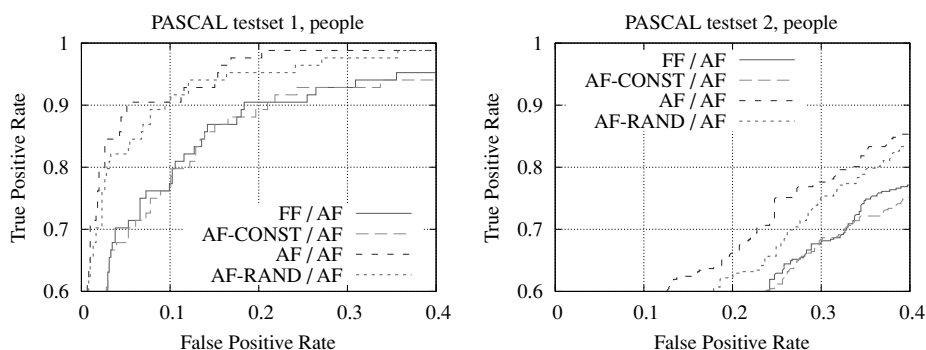 PASCAL testset 1, people
True Positive Rate
1
0.9
0.8
0.7
0.6
0
0.1
0.2
0.3
0.4
False Positive Rate
FF / AF
AF-CONST / AF
AF / AF
AF-RAND / AF
PASCAL testset 2, people
True Positive Rate
1
0.9
0.8
0.7
0.6
0
0.1
0.2
0.3
0.4
False Positive Rate
FF / AF
AF-CONST / AF
AF / AF
AF-RAND / AF